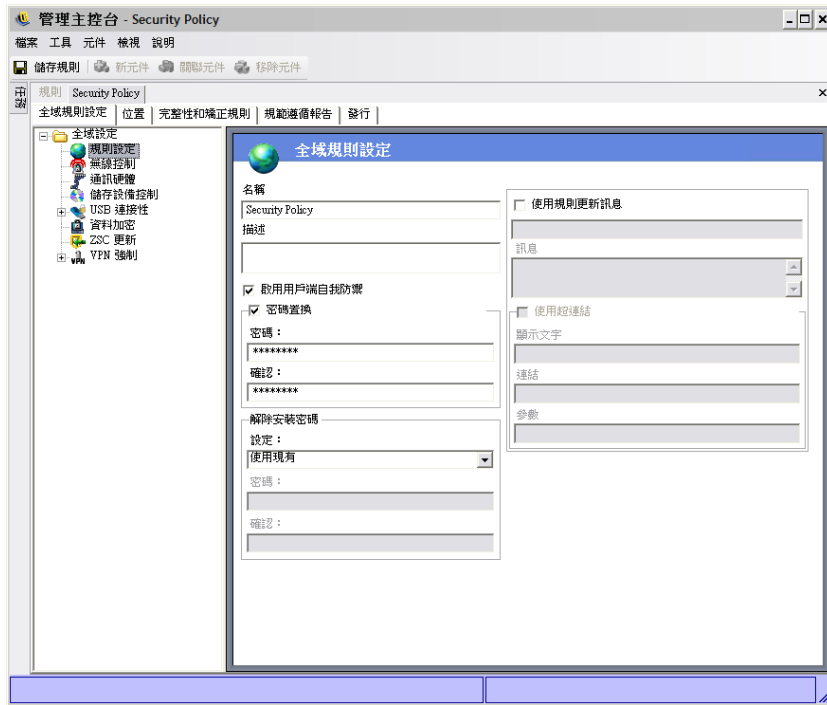 管理主控台 - Security Policy
檔案 工具 元件 檢視 說明
儲存規則 新元件 關聯元件 移除元件
規則 Security Policy
全域規則設定 位置 完整性和矯正規則 規範遵循報告 發行
全域設定
規則設定
無線控制
通訊硬體
儲存設備控制
USB 連接性
資料加密
ZSC 更新
VPN 強制
全域規則設定
名稱
Security Policy
描述
啟用用戶端自我防禦
密碼置換
密碼：
********
確認：
********
解除安裝密碼
設定：
使用現有
密碼：
確認：
使用規則更新訊息
訊息
使用超連結
顯示文字
連結
參數